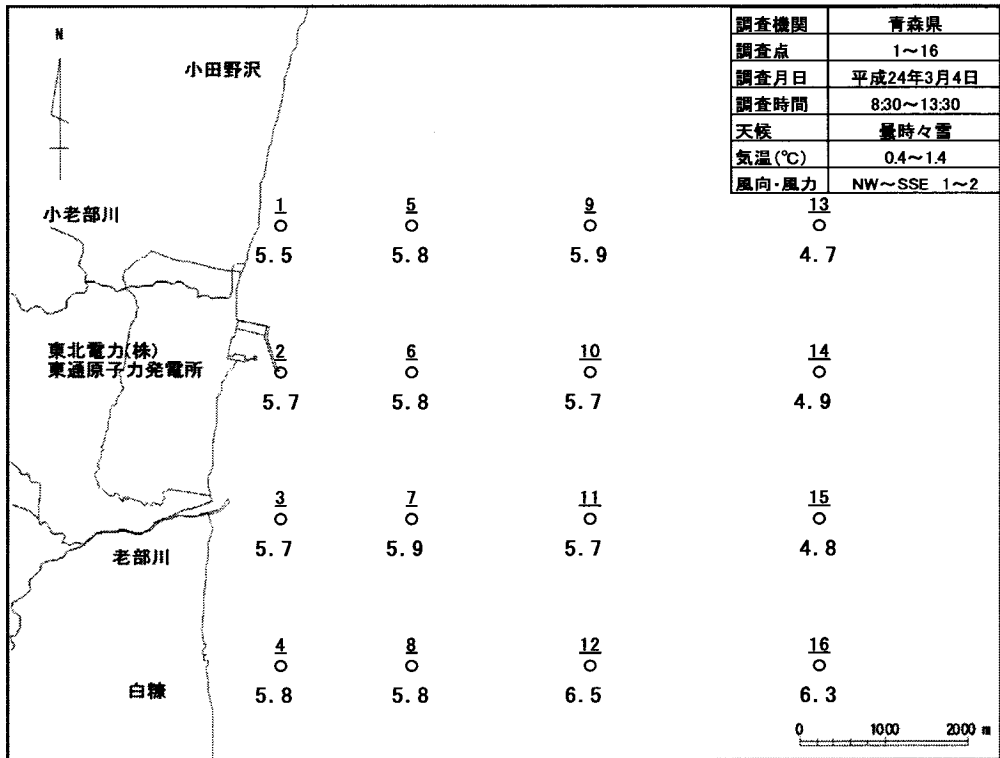 N
小田野沢
調査機関 青森県
調査点 1~16
調査月日 平成24年3月4日
調査時間 8:30~13:30
天候 曇時々雪
気温(℃) 0.4~1.4
風向・風力 NW~SSE 1~2
小老部川
1 5 9 13
5.5 5.8 5.9 4.7
東北電力(株)
東通原子力発電所
2 6 10 14
5.7 5.8 5.7 4.9
3 7 11 15
5.7 5.9 5.7 4.8
老部川
4 8 12 16
白糠
5.8 5.8 6.5 6.3
0 1000 2000 m